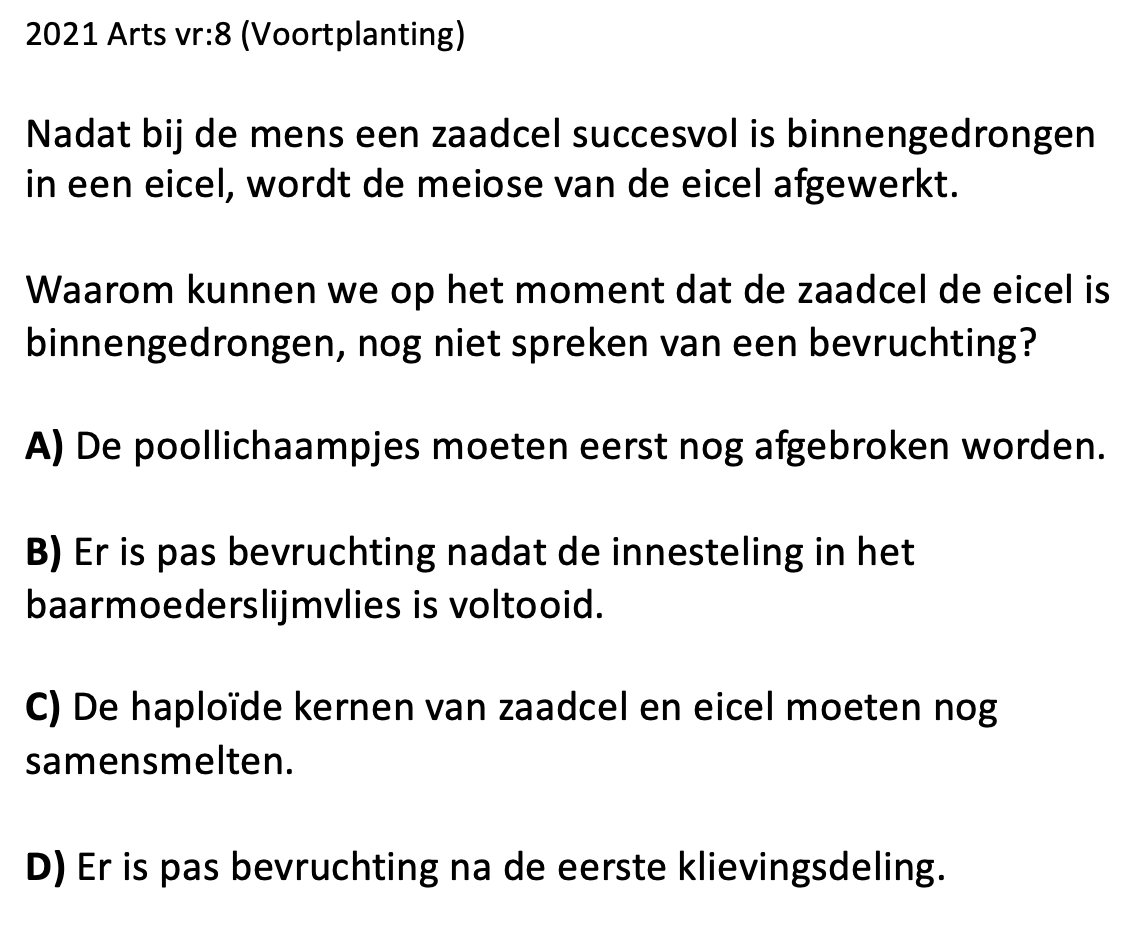 2021 Arts vr:8 (Voortplanting)
Nadat bij de mens een zaadcel succesvol is binnengedrongen
in een eicel, wordt de meiose van de eicel afgewerkt.
Waarom kunnen we op het moment dat de zaadcel de eicel is
binnengedrongen, nog niet spreken van een bevruchting?
A) De poollichaampjes moeten eerst nog afgebroken worden.
B) Er is pas bevruchting nadat de innesteling in het
baarmoederslijmvlies is voltooid.
C) De haploïde kernen van zaadcel en eicel moeten nog
samensmelten.
D) Er is pas bevruchting na de eerste klievingsdeling.